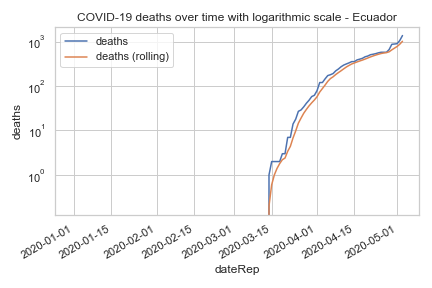 COVID-19 deaths over time with logarithmic scale - Ecuador
deaths
deaths (rolling)
10³
10²
10¹
10⁰
deaths
2020-01-01
2020-01-15
2020-02-01
2020-02-15
2020-03-01
2020-03-15
2020-04-01
2020-04-15
2020-05-01
dateRep